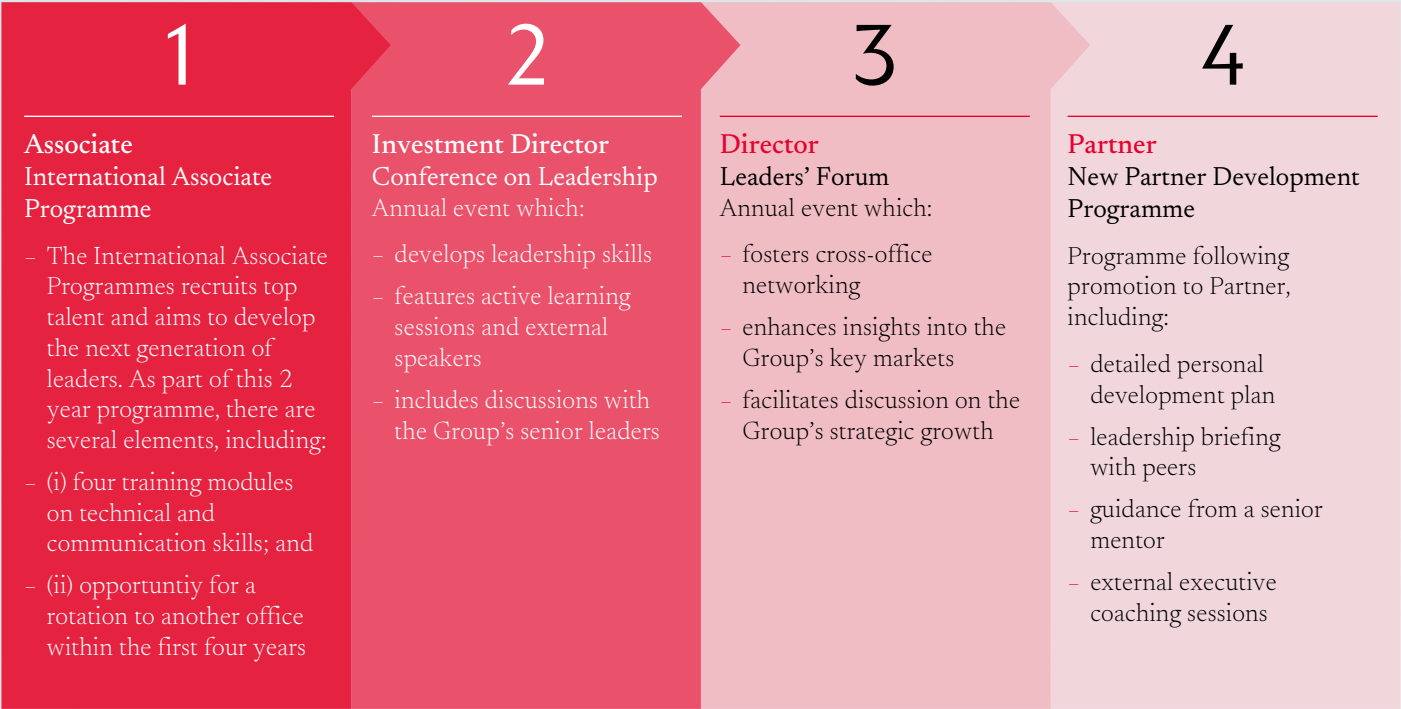 1
Associate
International Associate
Programme
– The International Associate
Programmes recruits top
talent and aims to develop
the next generation of
leaders. As part of this 2
year programme, there are
several elements, including:
– (i) four training modules
on technical and
communication skills; and
– (ii) opportuntiy for a
rotation to another office
within the first four years
2
Investment Director
Conference on Leadership
Annual event which:
– develops leadership skills
– features active learning
sessions and external
speakers
– includes discussions with
the Group’s senior leaders
3
Director
Leaders’ Forum
Annual event which:
– fosters cross-office
networking
– enhances insights into the
Group’s key markets
– facilitates discussion on the
Group’s strategic growth
4
Partner
New Partner Development
Programme
Programme following
promotion to Partner,
including:
– detailed personal
development plan
– leadership briefing
with peers
– guidance from a senior
mentor
– external executive
coaching sessions